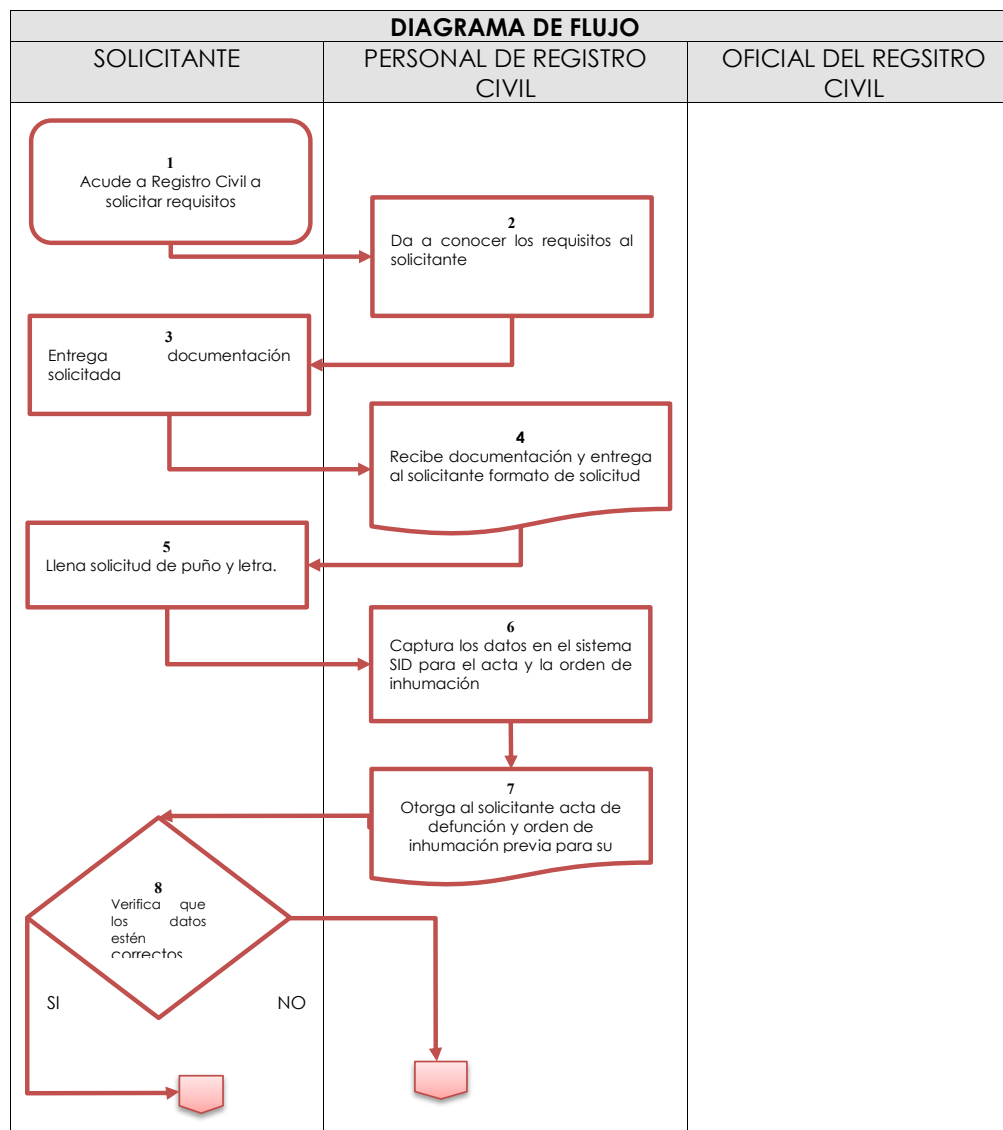 DIAGRAMA DE FLUJO
SOLICITANTE
PERSONAL DE REGISTRO
CIVIL
OFICIAL DEL REGSITRO
CIVIL
1
Acude a Registro Civil a
solicitar requisitos
2
Da a conocer los requisitos al
solicitante
3
Entrega documentación
solicitada
4
Recibe documentación y entrega
al solicitante formato de solicitud
5
Llena solicitud de puño y letra.
6
Captura los datos en el sistema
SID para el acta y la orden de
inhumación
7
Otorga al solicitante acta de
defunción y orden de
inhumación previa para su
8
Verifica que
los datos
estén
correctos
SI
NO